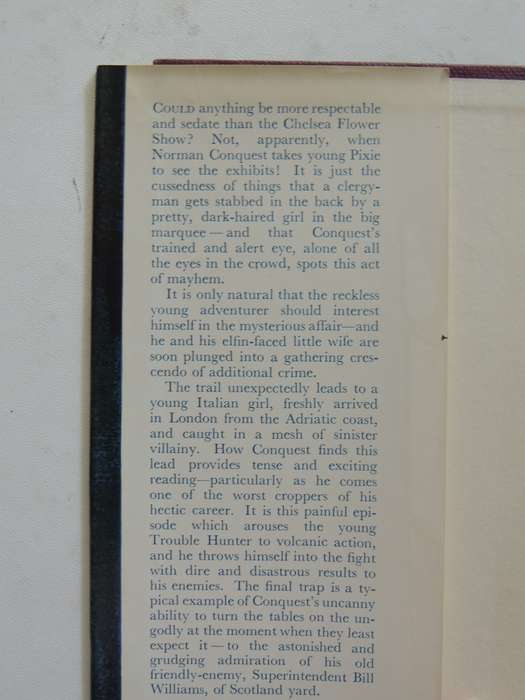 COULD anything be more respectable
and sedate than the Chelsea Flower
Show? Not, apparently, when
Norman Conquest takes young Pixie
to see the exhibits! It is just the
cussedness of things that a clergy-
man gets stabbed in the back by a
pretty, dark-haired girl in the big
marquee—and that Conquest's
trained and alert eye, alone of all
the eyes in the crowd, spots this act
of mayhem.
It is only natural that the reckless
young adventurer should interest
himself in the mysterious affair—and
he and his elfin-faced little wife are
soon plunged into a gathering cres-
cendo of additional crime.
The trail unexpectedly leads to a
young Italian girl, freshly arrived
in London from the Adriatic coast,
and caught in a mesh of sinister
villainy. How Conquest finds this
lead provides tense and exciting
reading—particularly as he comes
one of the worst croppers of his
hectic career. It is this painful epi-
sode which arouses the young
Trouble Hunter to volcanic action,
and he throws himself into the fight
with dire and disastrous results to
his enemies. The final trap is a ty-
pical example of Conquest's uncanny
ability to turn the tables on the un-
godly at the moment when they least
expect it—to the astonished and
grudging admiration of his old
friendly-enemy, Superintendent Bill
Williams, of Scotland yard.